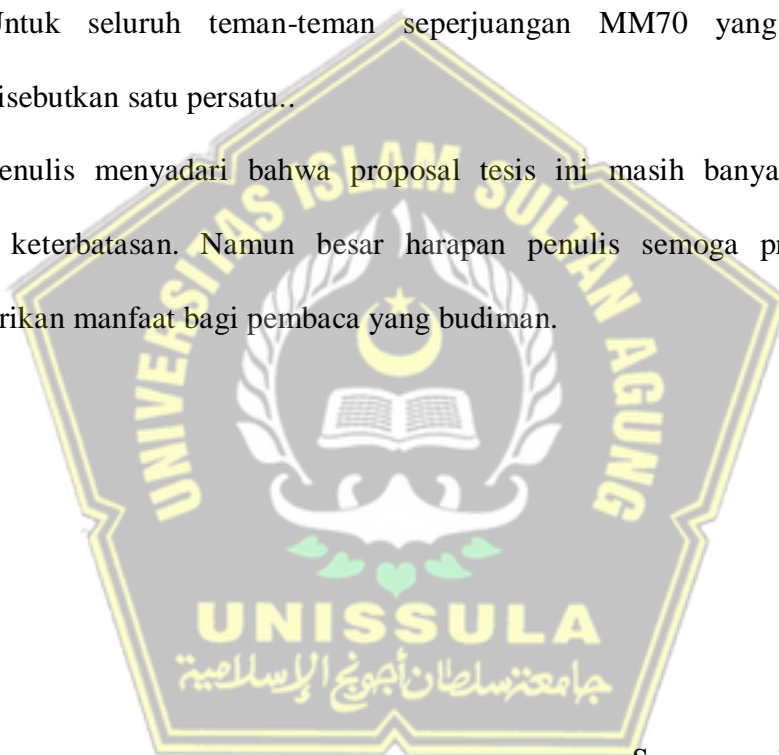 Untuk seluruh teman-teman seperjuangan MM70 yang
isebutkan satu persatu..
enulis menyadari bahwa proposal tesis ini masih banya
keterbatasan. Namun besar harapan penulis semoga pr
rikan manfaat bagi pembaca yang budiman.
UNIVERSITAS ISLAM SULTAN AGUNG
UNISSULA
جامعة سلطان أجونج الإسلامية